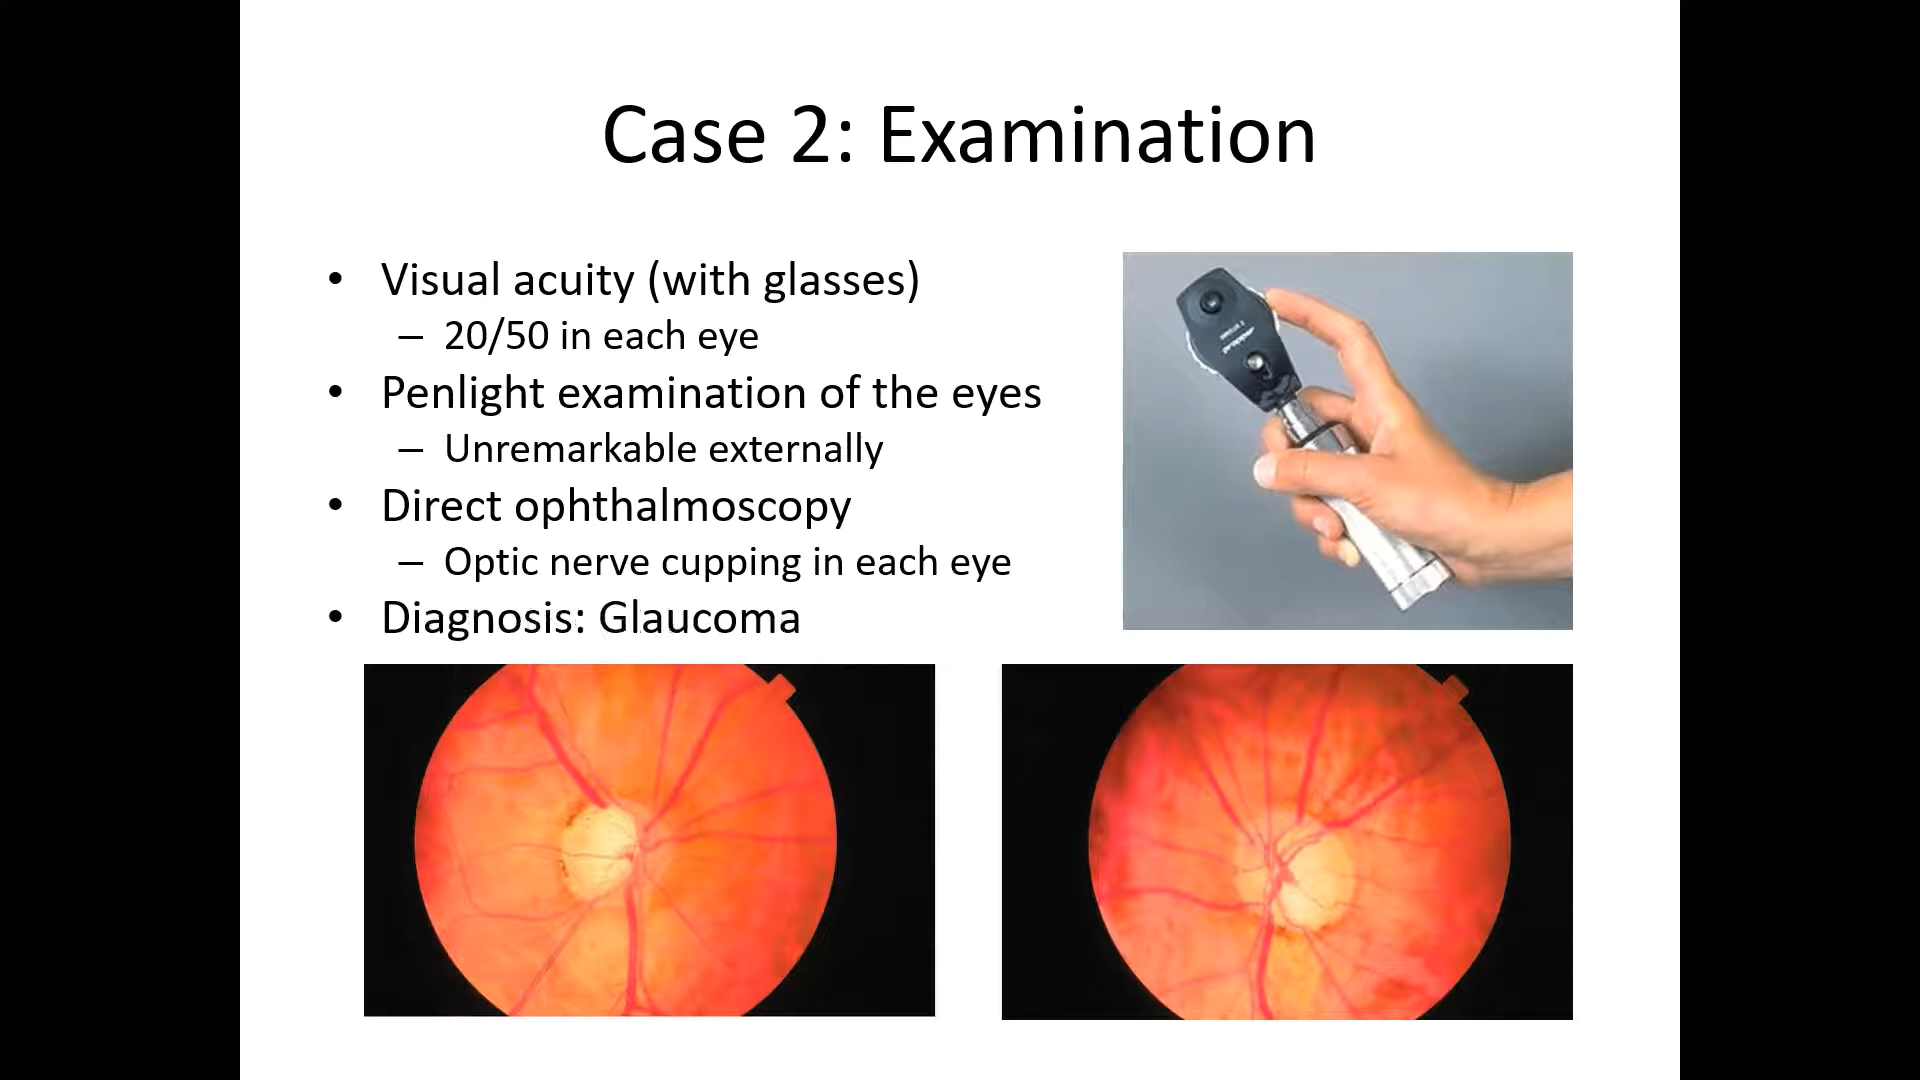 Case 2: Examination
• Visual acuity (with glasses)
– 20/50 in each eye
• Penlight examination of the eyes
– Unremarkable externally
• Direct ophthalmoscopy
– Optic nerve cupping in each eye
• Diagnosis: Glaucoma